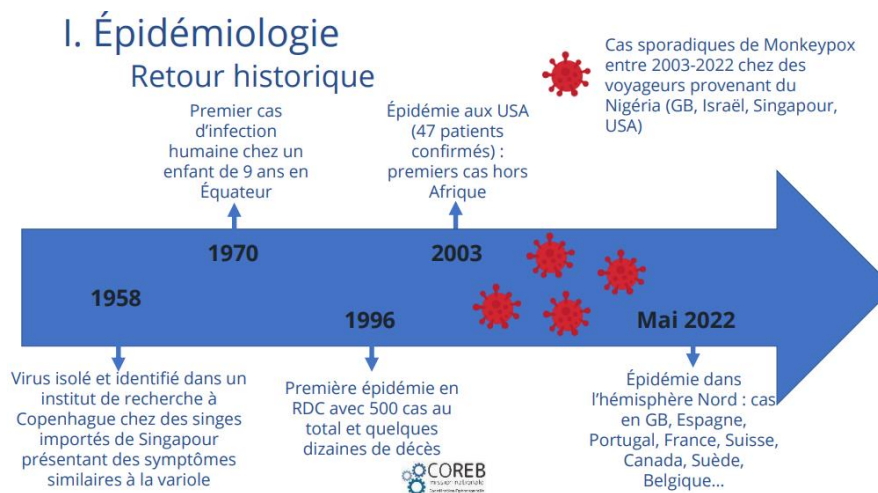 I. Épidémiologie
Retour historique
Cas sporadiques de Monkeypox
entre 2003-2022 chez des
voyageurs provenant du
Nigéria (GB, Israël, Singapour,
USA)
Premier cas
d'infection
humaine chez un
enfant de 9 ans en
Équateur
Épidémie aux USA
(47 patients
confirmés) :
premiers cas hors
Afrique
1970
2003
1958
1996
Mai 2022
Virus isolé et identifié dans un
institut de recherche à
Copenhague chez des singes
importés de Singapour
présentant des symptômes
similaires à la variole
Première épidémie en
RDC avec 500 cas au
total et quelques
dizaines de décès
Épidémie dans
l'hémisphère Nord : cas
en GB, Espagne,
Portugal, France, Suisse,
Canada, Suède,
Belgique...
COREB
mission nationale